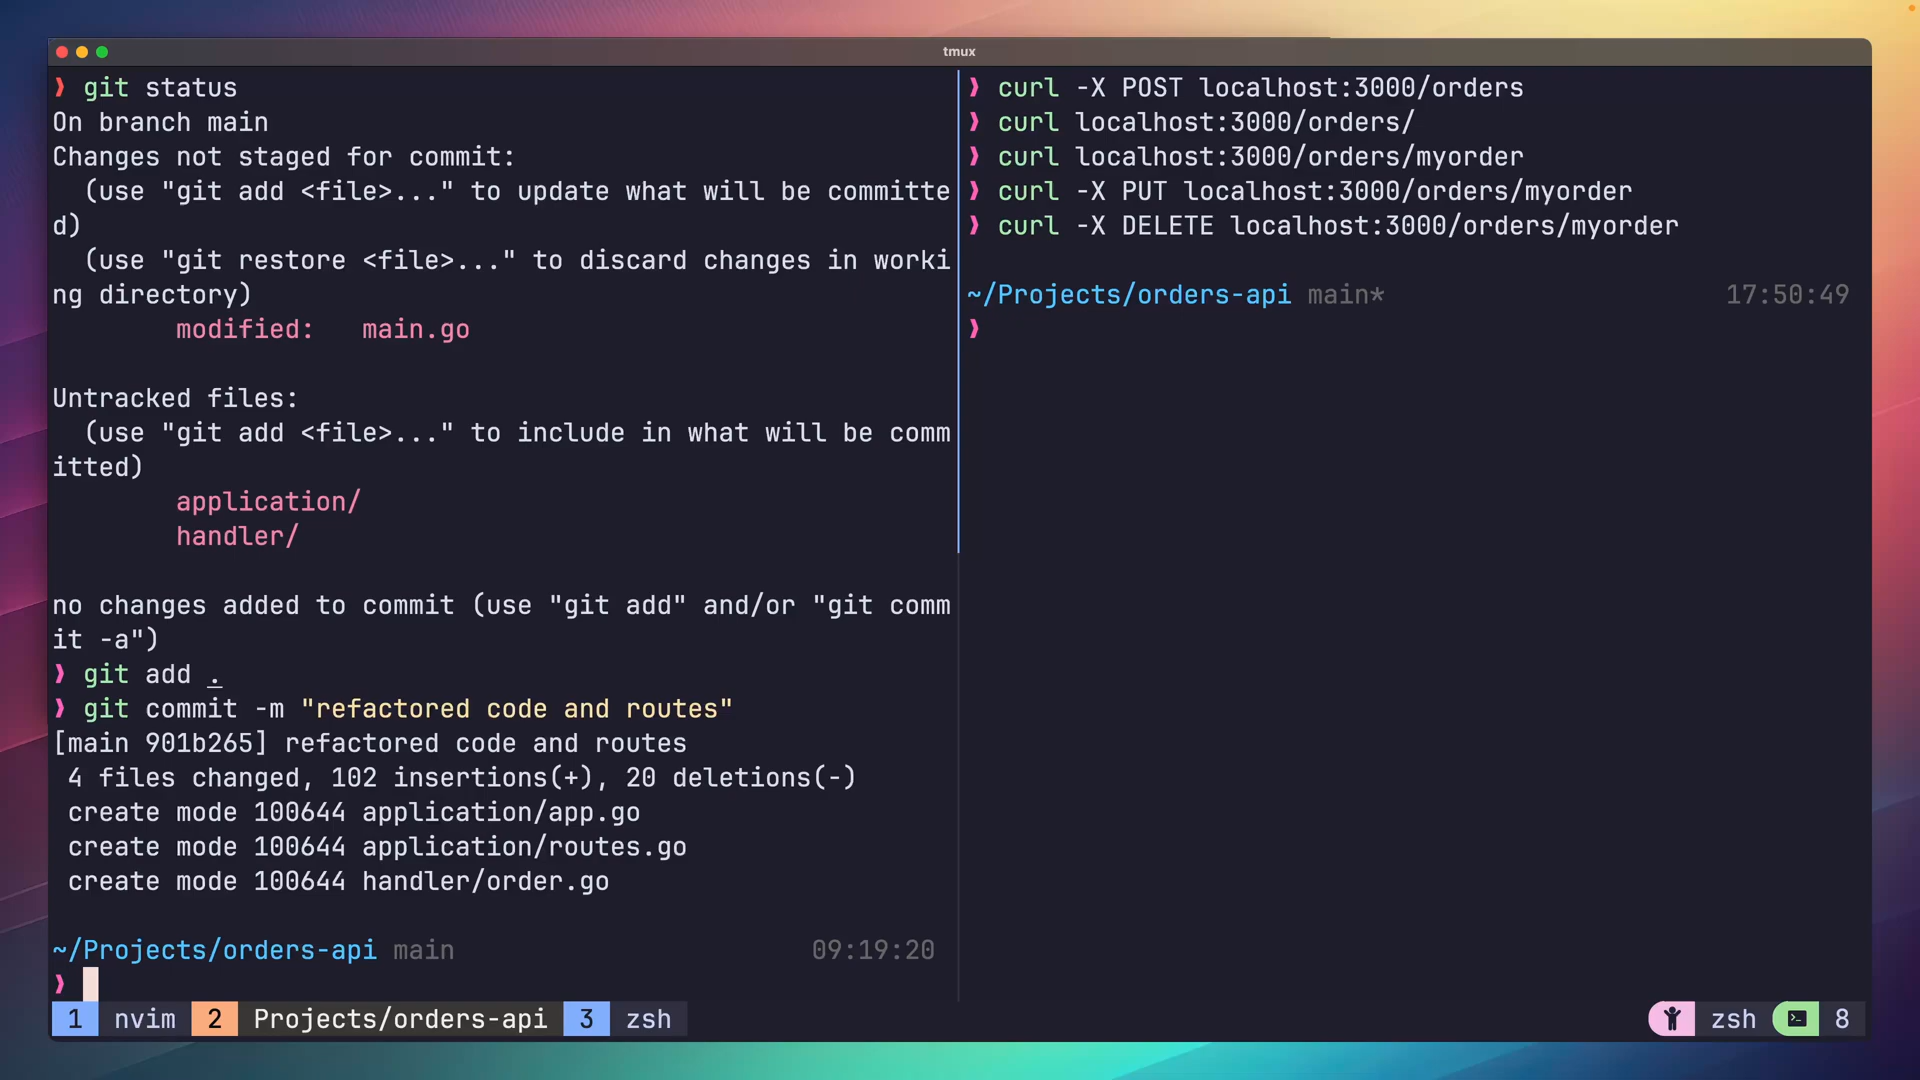 tmux
❯ git status
On branch main
Changes not staged for commit:
  (use "git add <file>..." to update what will be committe
d)
  (use "git restore <file>..." to discard changes in worki
ng directory)
        modified:   main.go

Untracked files:
  (use "git add <file>..." to include in what will be comm
itted)
        application/
        handler/

no changes added to commit (use "git add" and/or "git comm
it -a")
❯ git add .
❯ git commit -m "refactored code and routes"
[main 901b265] refactored code and routes
 4 files changed, 102 insertions(+), 20 deletions(-)
 create mode 100644 application/app.go
 create mode 100644 application/routes.go
 create mode 100644 handler/order.go

~/Projects/orders-api main 09:19:20
❯
❯ curl -X POST localhost:3000/orders
❯ curl localhost:3000/orders/
❯ curl localhost:3000/orders/myorder
❯ curl -X PUT localhost:3000/orders/myorder
❯ curl -X DELETE localhost:3000/orders/myorder

~/Projects/orders-api main* 17:50:49
❯
1 nvim 2 Projects/orders-api 3 zsh zsh 8